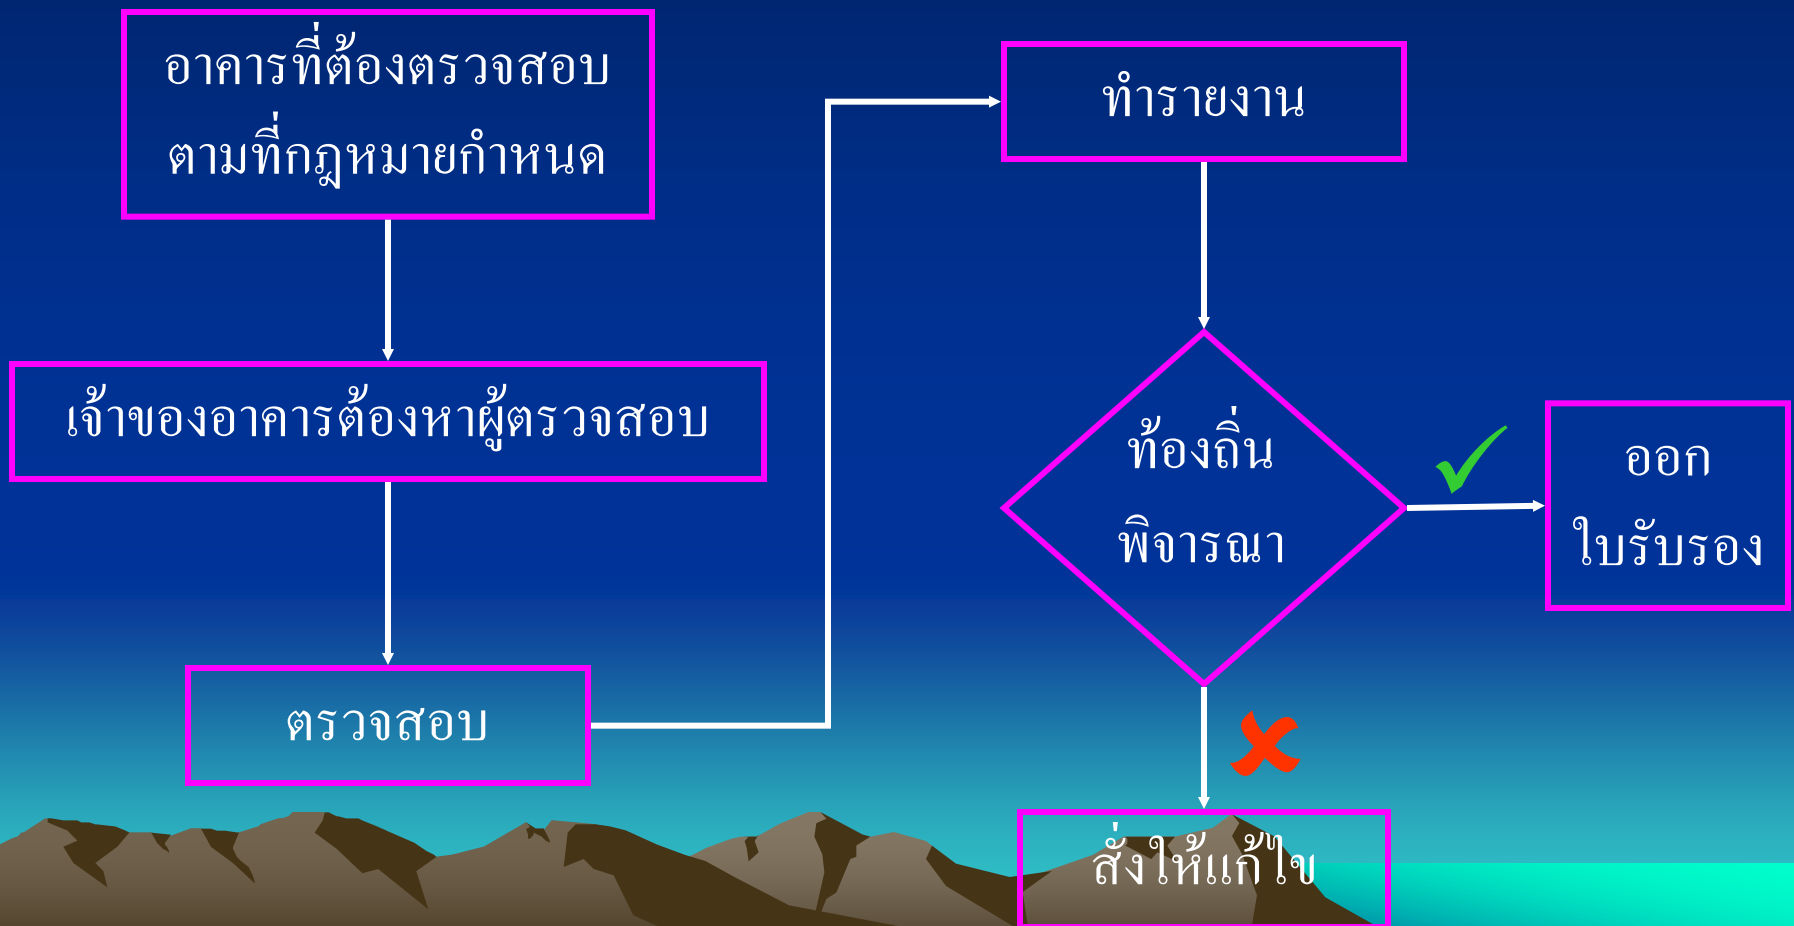 อาคารที่ต้องตรวจสอบ
ตามที่กฎหมายกำหนด
เจ้าของอาคารต้องหาผู้ตรวจสอบ
ตรวจสอบ
ทำรายงาน
ท้องถิ่น
พิจารณา
ออก
ใบรับรอง
สั่งให้แก้ไข